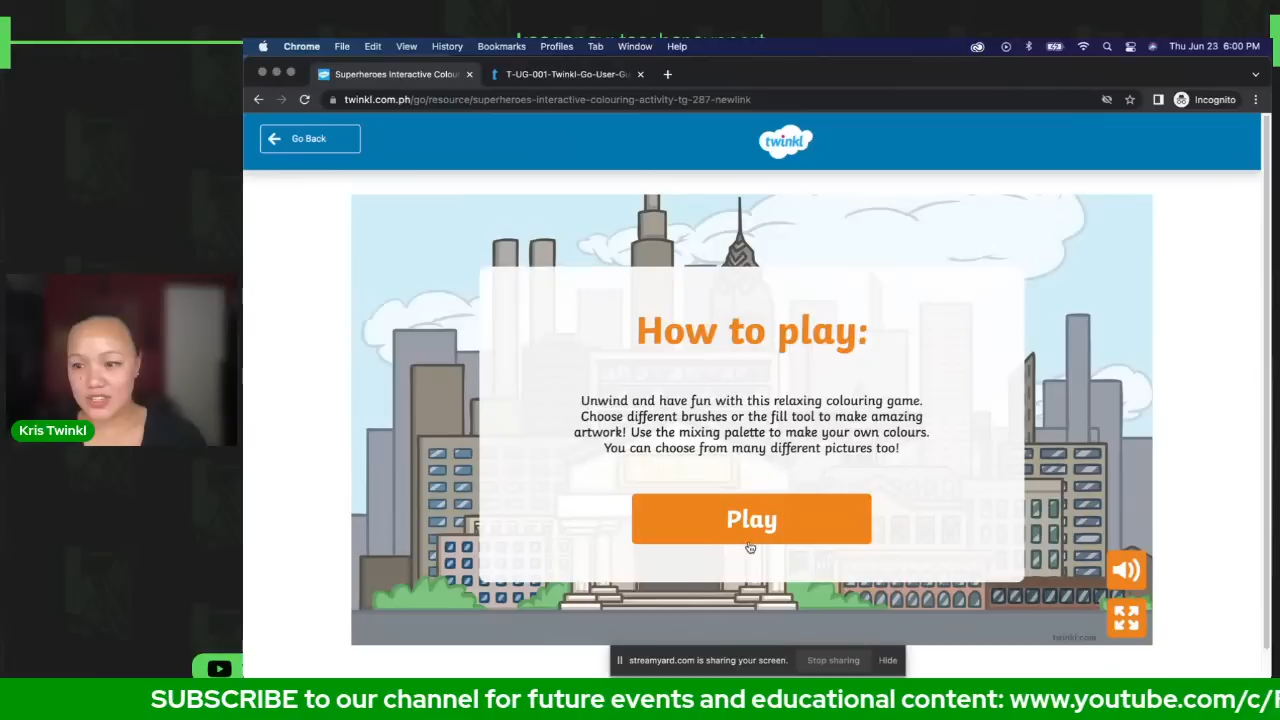 Chrome File Edit View History Bookmarks Profiles Tab Window Help
Thu Jun 23 6:00 PM
Superheroes Interactive Colou
T-UG-001-Twinkl-Go-User-Gu
twinkl.com.ph/go/resource/superheroes-interactive-colouring-activity-tg-287-newlink
Incognito
Go Back
twinkl
How to play:
Unwind and have fun with this relaxing colouring game.
Choose different brushes or the fill tool to make amazing
artwork! Use the mixing palette to make your own colours.
You can choose from many different pictures too!
Play
Kris Twinkl
twinkl.com
streamyard.com is sharing your screen. Stop sharing Hide
SUBSCRIBE to our channel for future events and educational content: www.youtube.com/c/